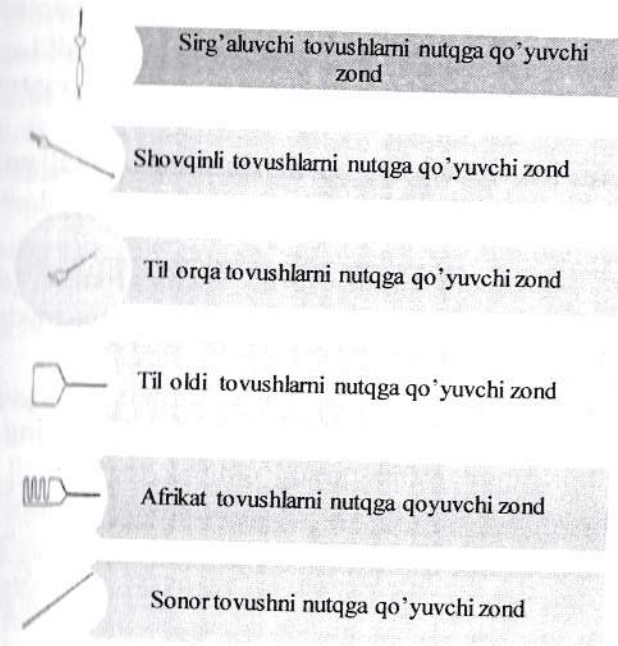 Sirg’aluvchi tovushlarni nutqga qo’yuvchi
zond
Shovqinli tovushlarni nutqga qo’yuvchi zond
Til orqa tovushlarni nutqga qo’yuvchi zond
Til oldi tovushlarni nutqga qo’yuvchi zond
Afrikat tovushlarni nutqga qoyuvchi zond
Sonor tovushni nutqga qo’yuvchi zond